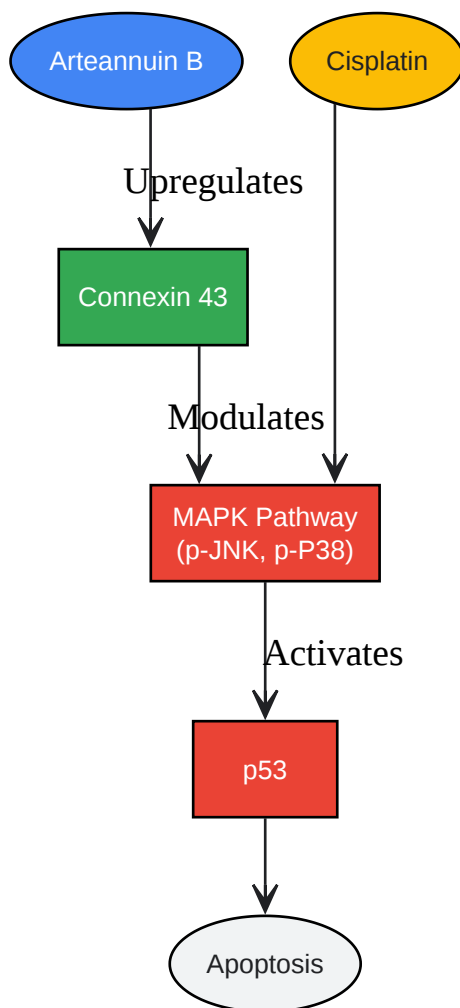 Arteannuin B
Cisplatin
Upregulates
Connexin 43
Modulates
MAPK Pathway
(p-JNK, p-P38)
Activates
p53
Apoptosis